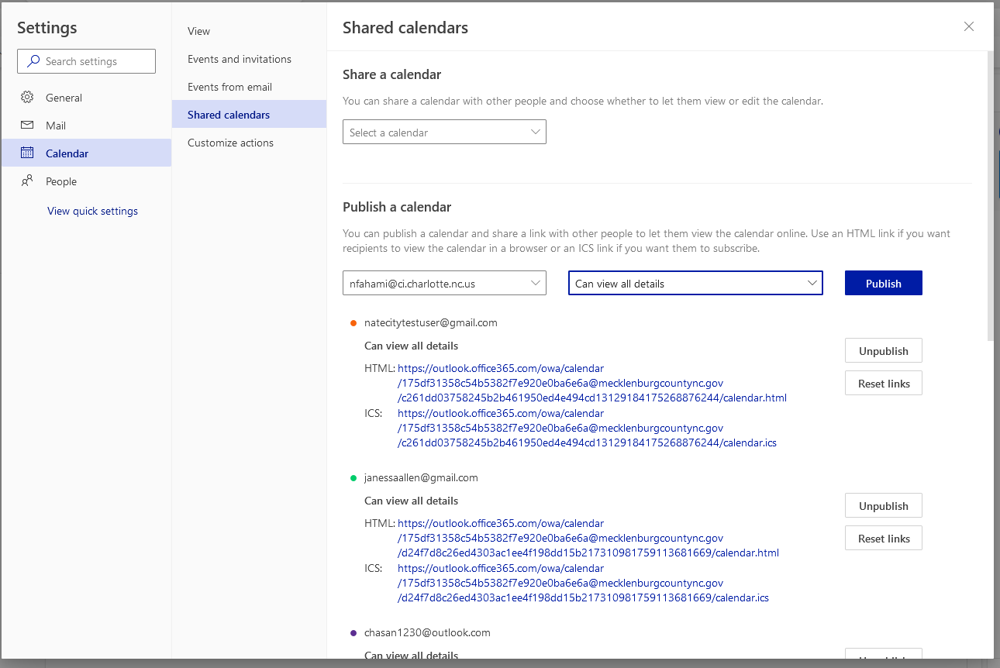 Settings
Search settings
General
Mail
Calendar
People
View quick settings
View
Events and invitations
Events from email
Shared calendars
Customize actions
Shared calendars
Share a calendar
You can share a calendar with other people and choose whether to let them view or edit the calendar.
Select a calendar
Publish a calendar
You can publish a calendar and share a link with other people to let them view the calendar online. Use an HTML link if you want
recipients to view the calendar in a browser or an ICS link if you want them to subscribe.
nfahami@ci.charlotte.nc.us
Can view all details
Publish
natecitytestuser@gmail.com
Can view all details
Unpublish
HTML: https://outlook.office365.com/owa/calendar
/175df31358c54b5382f7e920e0ba6e6a@mecklenburgcountync.gov
Reset links
/c261dd03758245b2b461950ed4e494cd13129184175268876244/calendar.html
ICS: https://outlook.office365.com/owa/calendar
/175df31358c54b5382f7e920e0ba6e6a@mecklenburgcountync.gov
/c261dd03758245b2b461950ed4e494cd13129184175268876244/calendar.ics
janessaallen@gmail.com
Can view all details
Unpublish
HTML: https://outlook.office365.com/owa/calendar
/175df31358c54b5382f7e920e0ba6e6a@mecklenburgcountync.gov
Reset links
/d24f7d8c26ed4303ac1ee4f198dd15b217310981759113681669/calendar.html
ICS: https://outlook.office365.com/owa/calendar
/175df31358c54b5382f7e920e0ba6e6a@mecklenburgcountync.gov
/d24f7d8c26ed4303ac1ee4f198dd15b217310981759113681669/calendar.ics
chasan1230@outlook.com
Can view all details